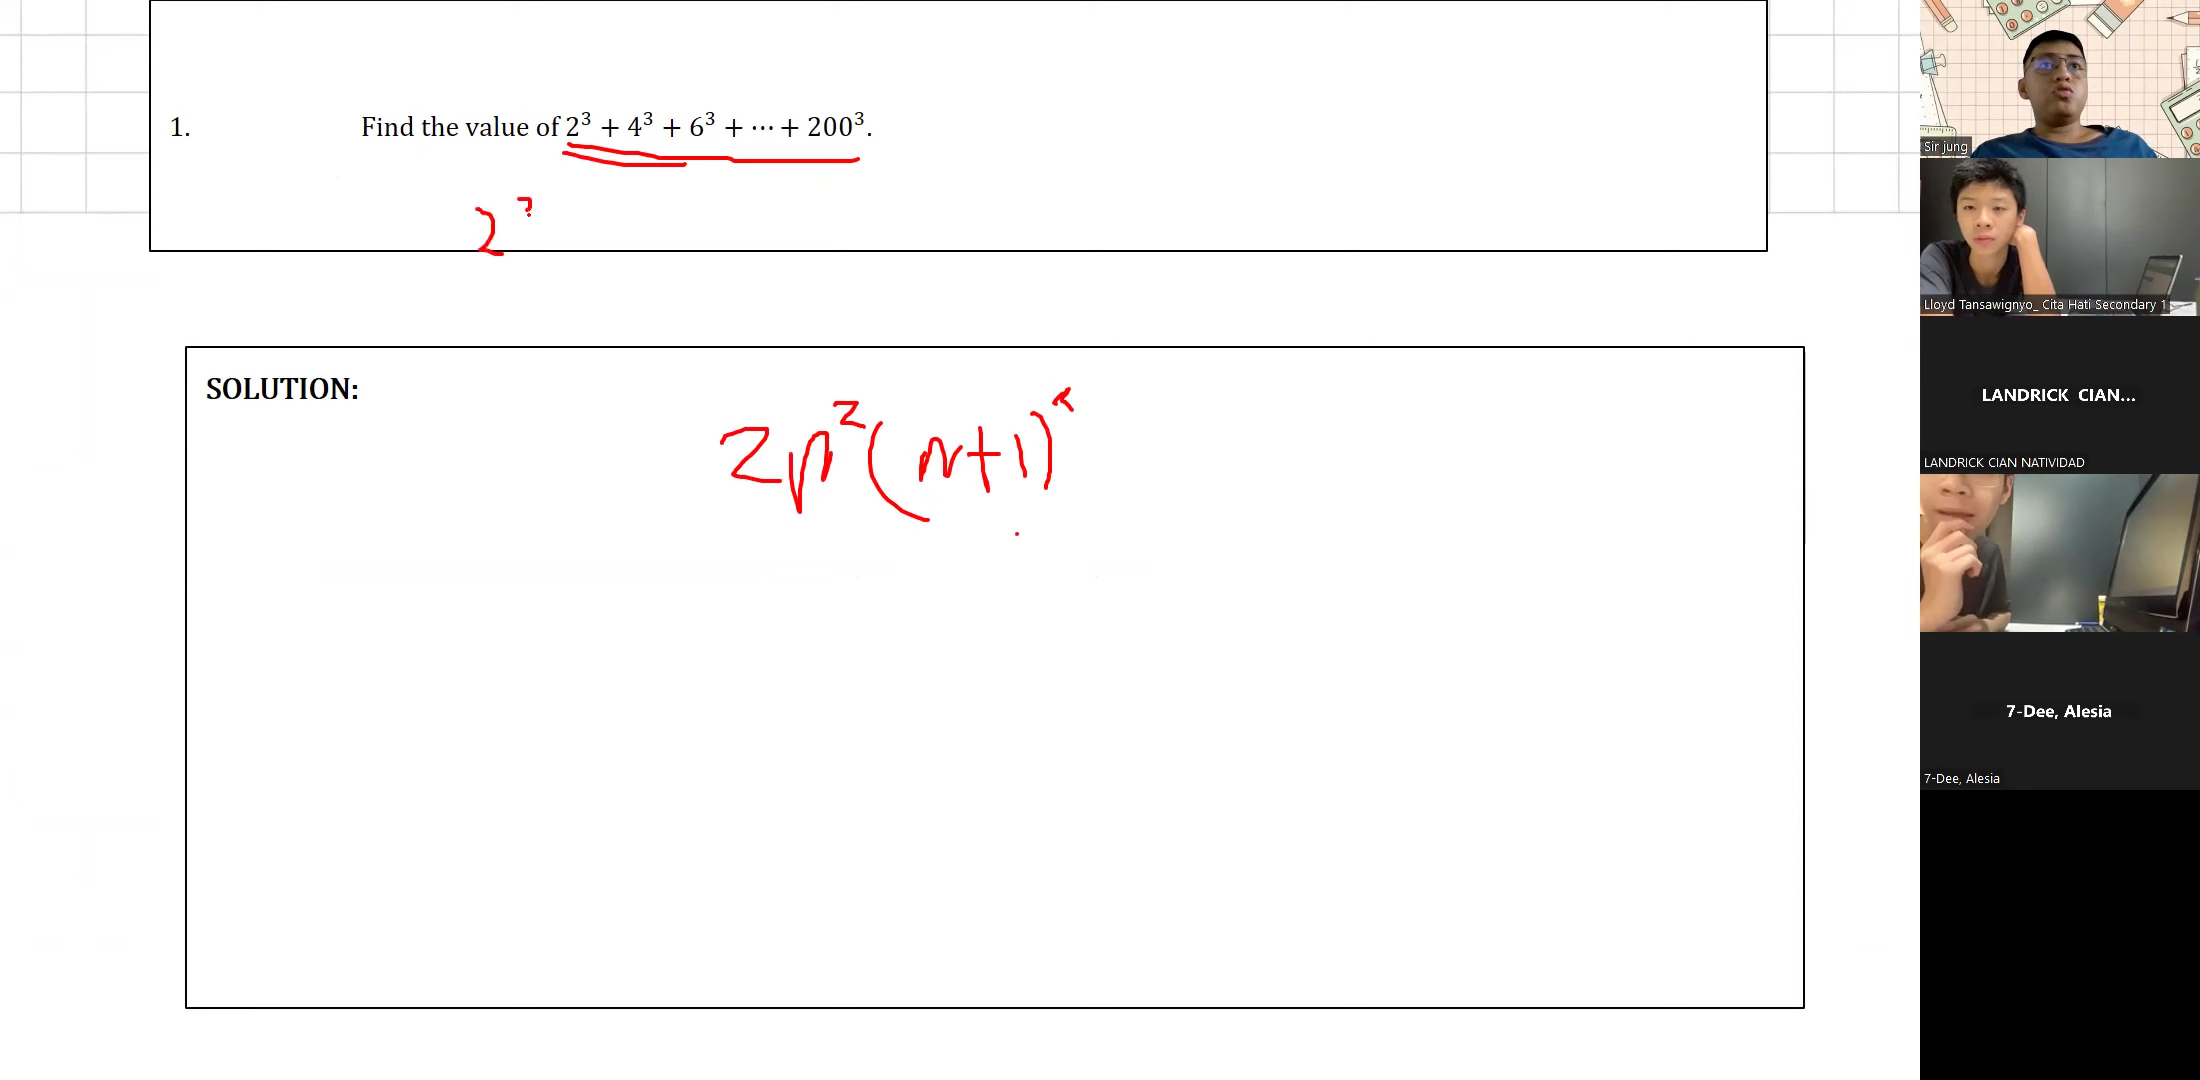 1. Find the value of 2³ + 4³ + 6³ + ⋯ + 200³.
2³
SOLUTION:
2n²(n+1)²
Sir jung
Lloyd Tansawignyo_ Cita Hati Secondary 1
LANDRICK CIAN...
LANDRICK CIAN NATIVIDAD
7-Dee, Alesia
7-Dee, Alesia